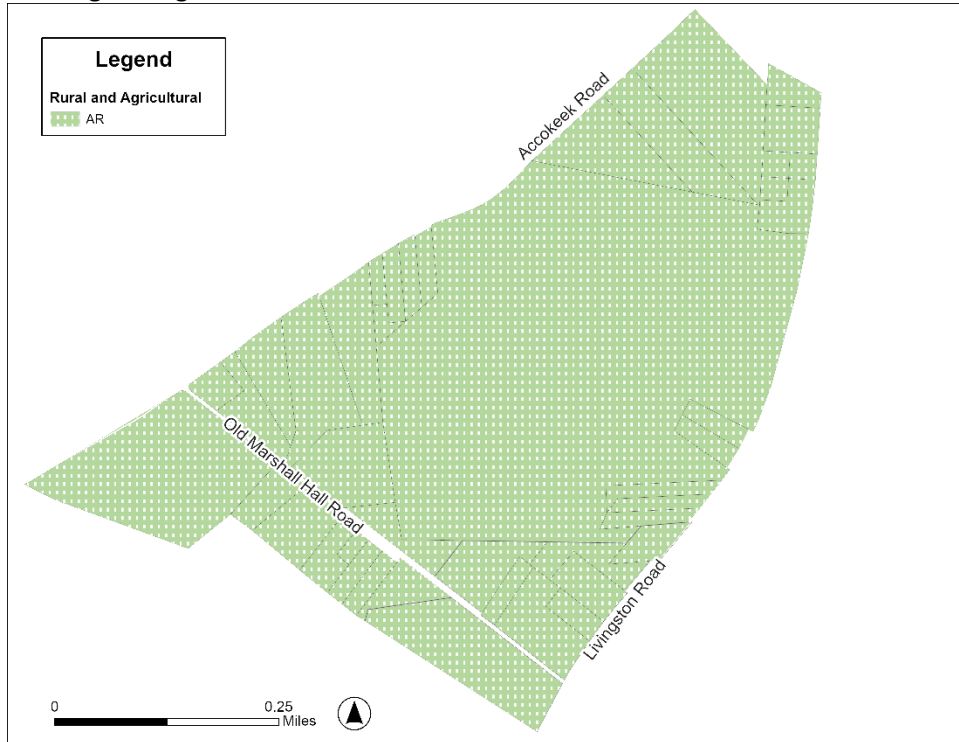 Legend
Rural and Agricultural
AR
Accokeek Road
Old Marshall Hall Road
Livingston Road
0 0.25
Miles